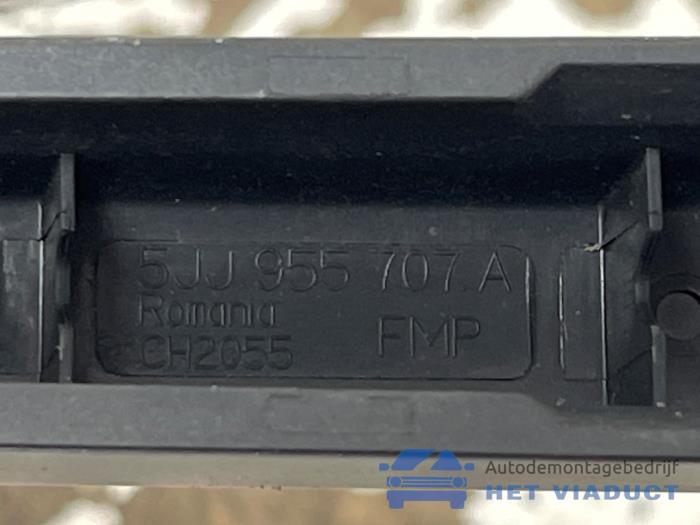 5JJ 955 707.A
Romania
CH2055
FMP
Autodemontagebedrijf
HET VIADUCT